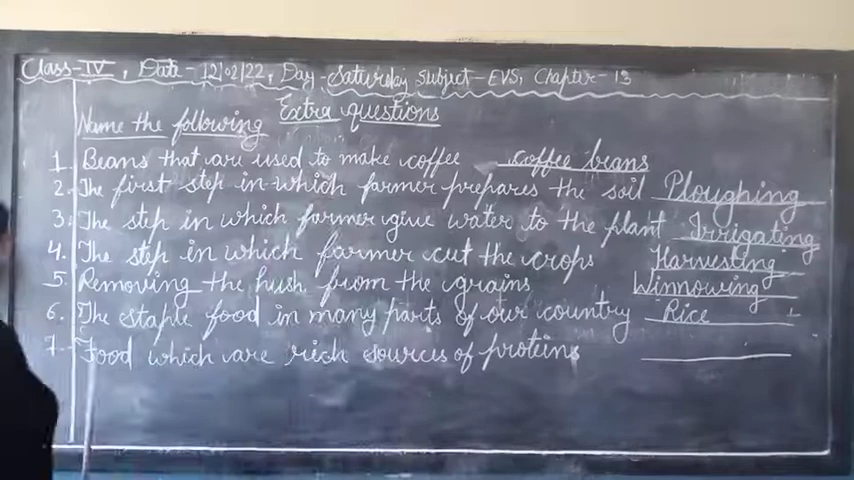 Class-IV, Date-12/02/22, Day-Saturday Subject-EVS, Chapter-13
Extra questions
Name the following
1. Beans that are used to make coffee coffee beans
2. The first step in which farmer prepares the soil Ploughing
3. The step in which farmer give water to the plant Irrigating
4. The step in which farmer cut the crops Harvesting
5. Removing the husk from the grains Winnowing
6. The staple food in many parts of our country Rice
7. Food which are rich sources of proteins